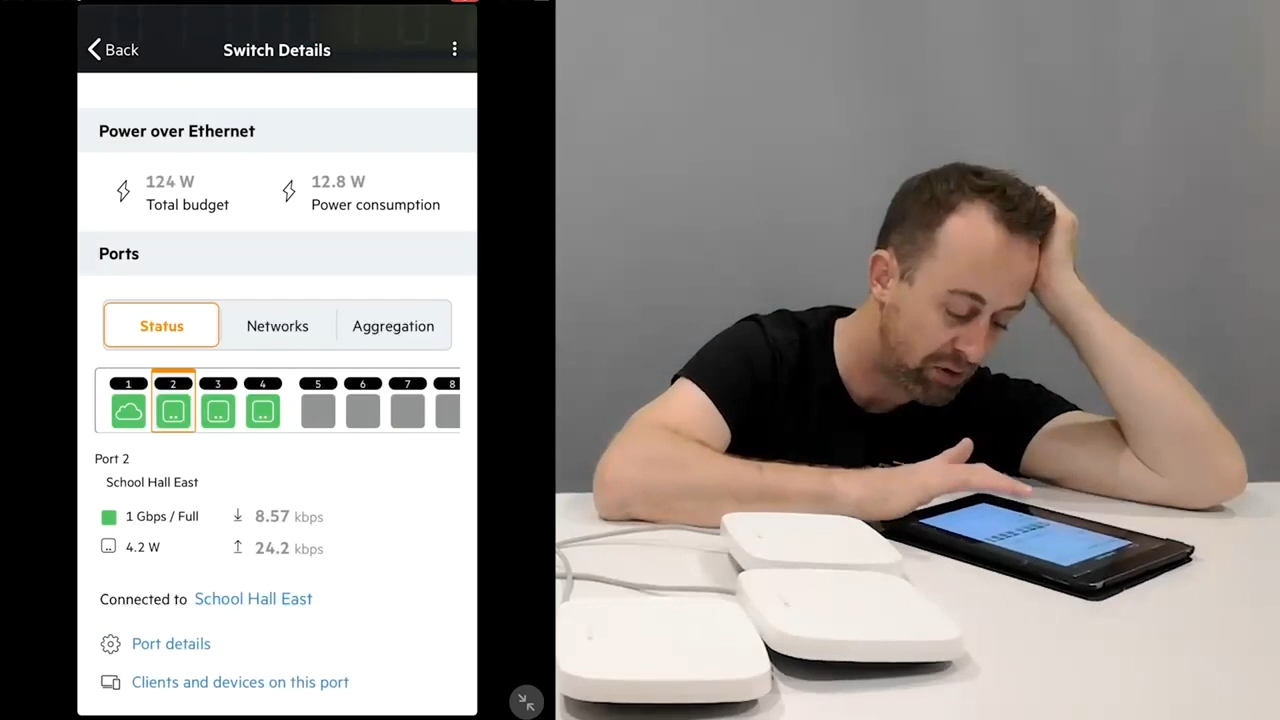 Back
Switch Details
Power over Ethernet
124 W
Total budget
12.8 W
Power consumption
Ports
Status
Networks
Aggregation
1 2 3 4 5 6 7 8
Port 2
School Hall East
1 Gbps / Full
8.57 kbps
4.2 W
24.2 kbps
Connected to School Hall East
Port details
Clients and devices on this port